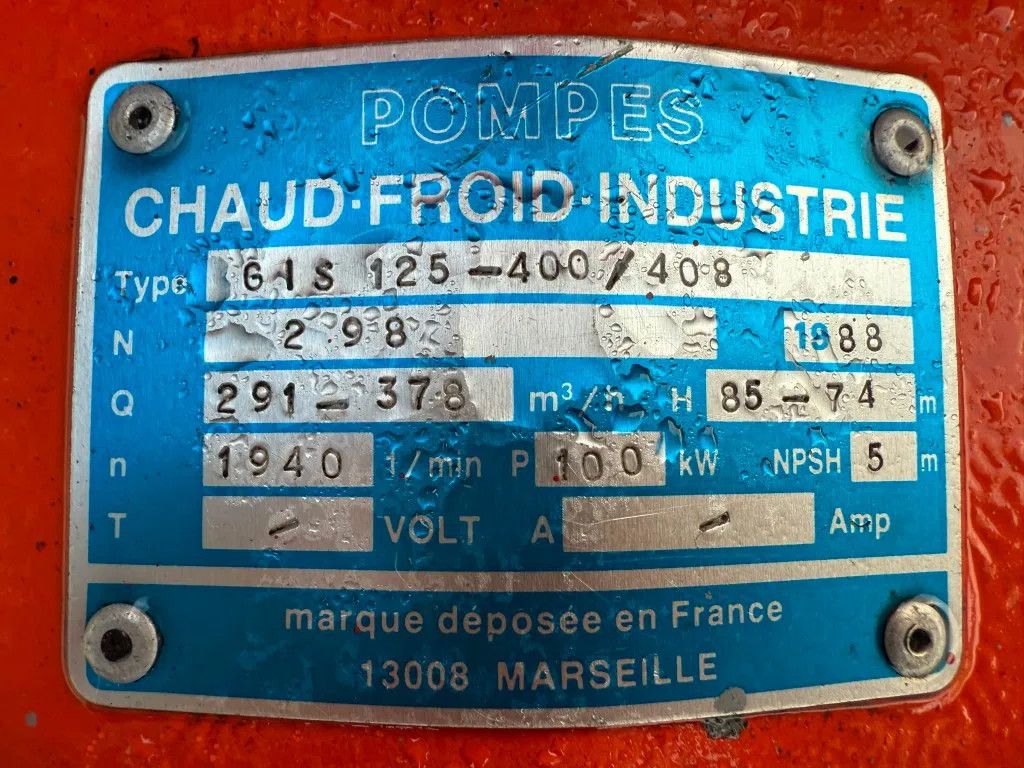 POMPES
CHAUD·FROID·INDUSTRIE
Type GIS 125-400/408
N 298 1988
Q 291-378 m³/h H 85-74 m
n 1940 1/min P 100 kW NPSH 5 m
T - VOLT A - Amp
marque déposée en France
13008 MARSEILLE